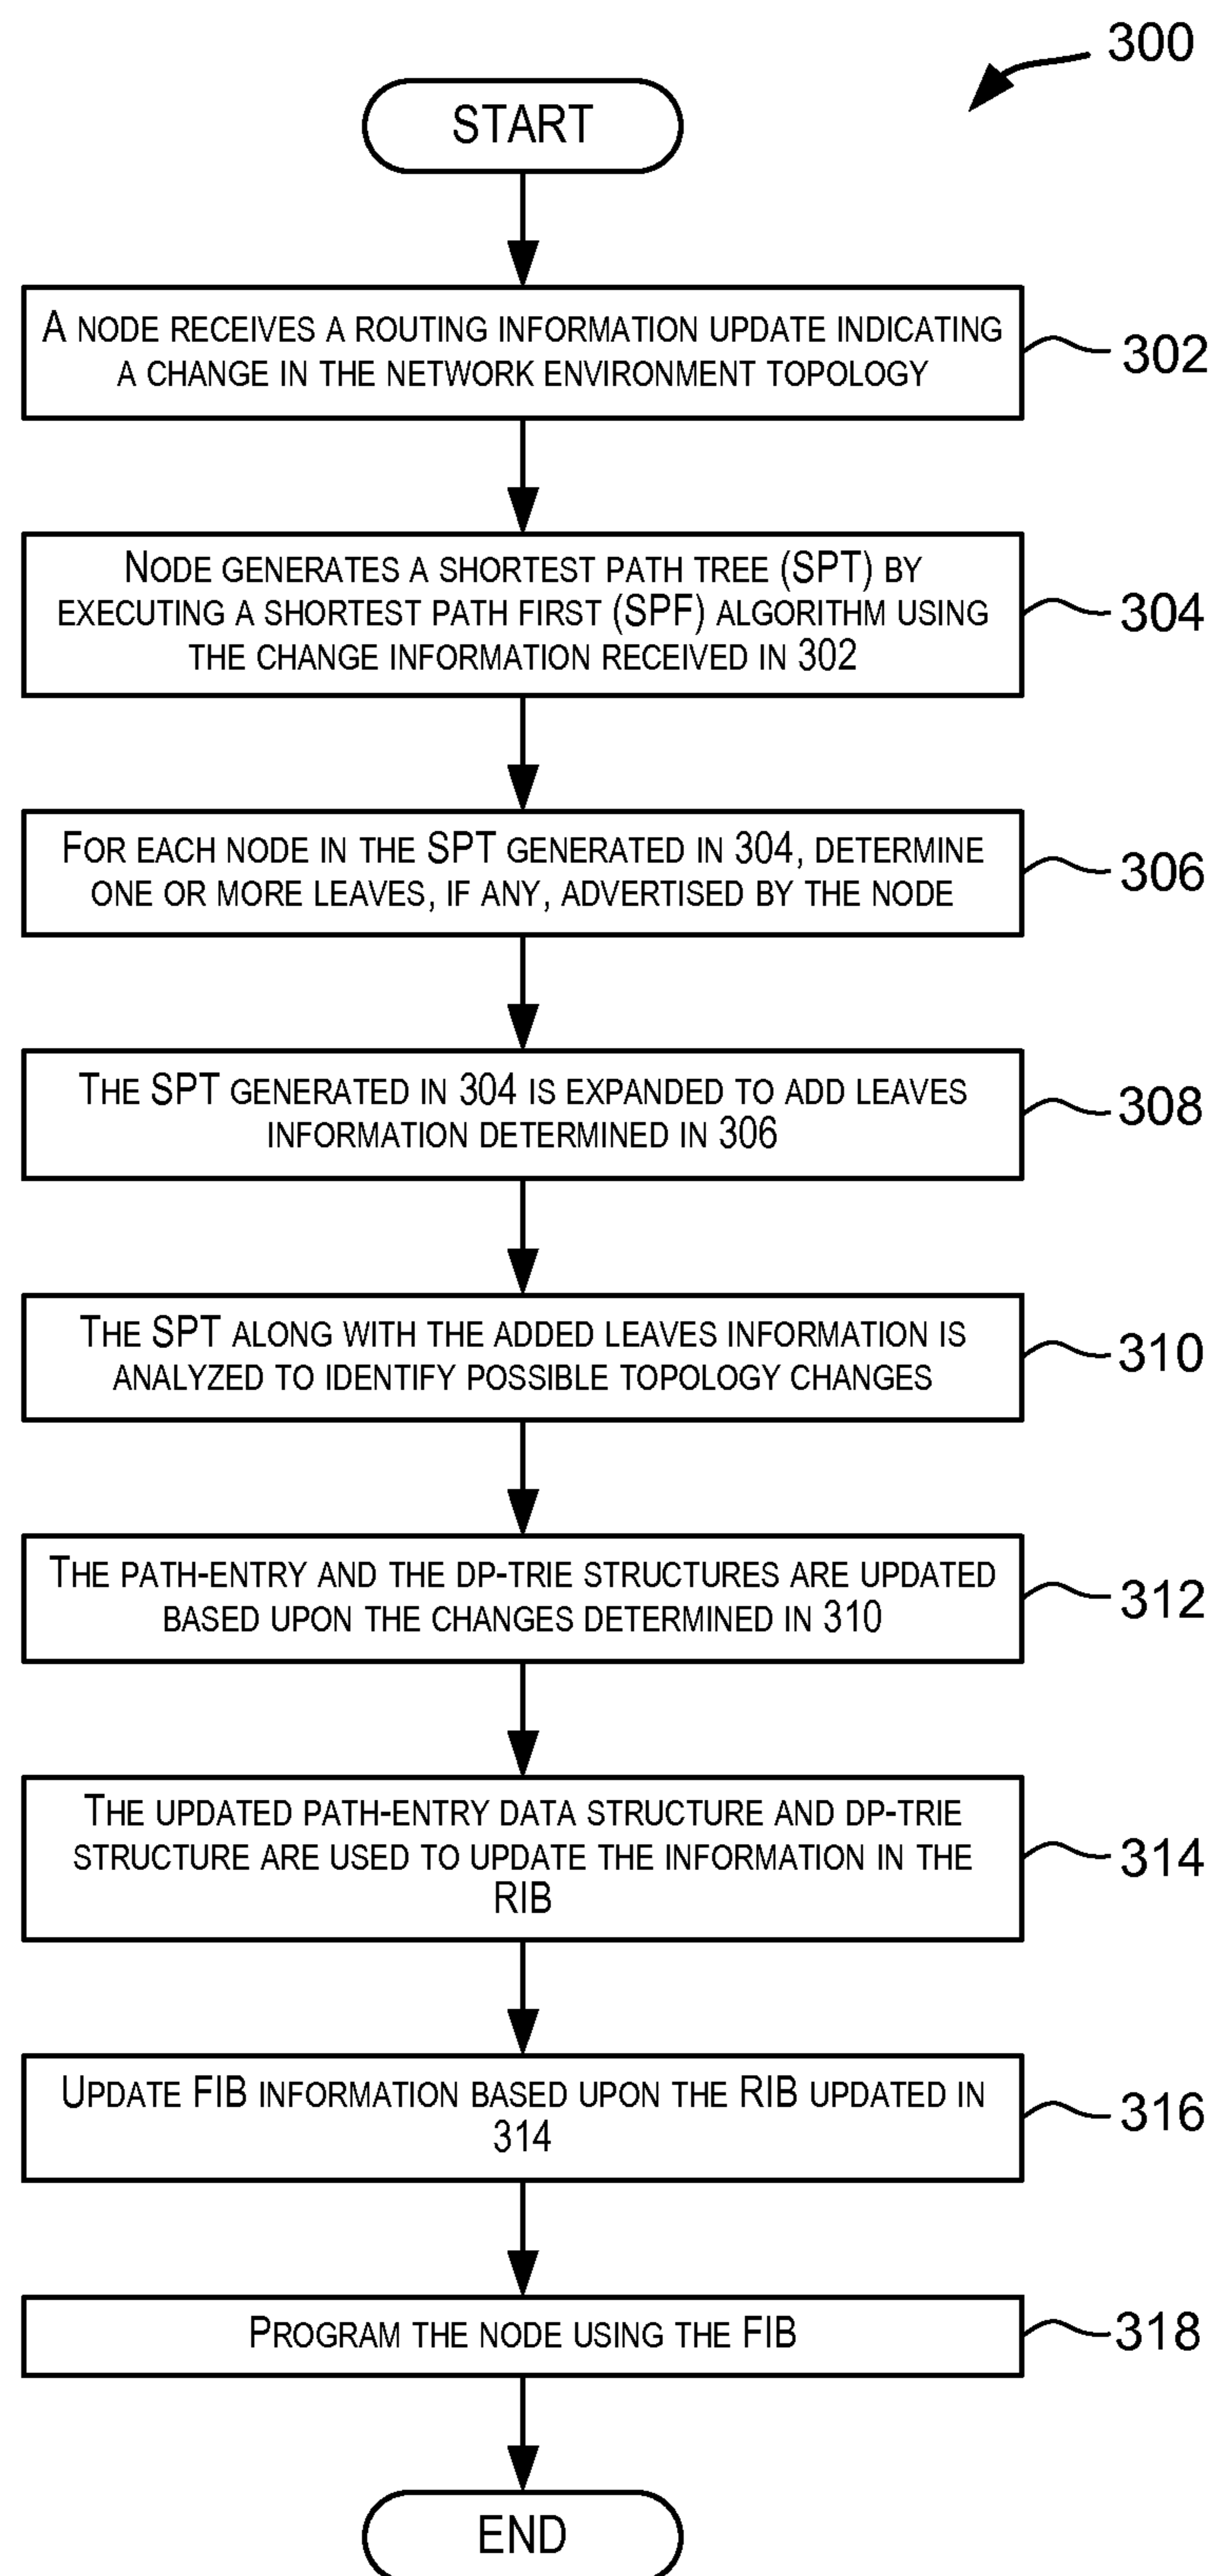 300
START
A NODE RECEIVES A ROUTING INFORMATION UPDATE INDICATING
A CHANGE IN THE NETWORK ENVIRONMENT TOPOLOGY
302
NODE GENERATES A SHORTEST PATH TREE (SPT) BY
EXECUTING A SHORTEST PATH FIRST (SPF) ALGORITHM USING
THE CHANGE INFORMATION RECEIVED IN 302
304
FOR EACH NODE IN THE SPT GENERATED IN 304, DETERMINE
ONE OR MORE LEAVES, IF ANY, ADVERTISED BY THE NODE
306
THE SPT GENERATED IN 304 IS EXPANDED TO ADD LEAVES
INFORMATION DETERMINED IN 306
308
THE SPT ALONG WITH THE ADDED LEAVES INFORMATION IS
ANALYZED TO IDENTIFY POSSIBLE TOPOLOGY CHANGES
310
THE PATH-ENTRY AND THE DP-TRIE STRUCTURES ARE UPDATED
BASED UPON THE CHANGES DETERMINED IN 310
312
THE UPDATED PATH-ENTRY DATA STRUCTURE AND DP-TRIE
STRUCTURE ARE USED TO UPDATE THE INFORMATION IN THE
RIB
314
UPDATE FIB INFORMATION BASED UPON THE RIB UPDATED IN
314
316
PROGRAM THE NODE USING THE FIB
318
END